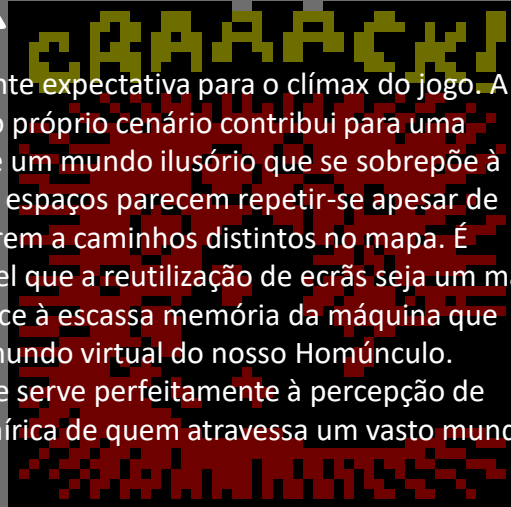 CRAAAACK!
nte expectativa para o clímax do jogo. A
o próprio cenário contribui para uma
e um mundo ilusório que se sobrepõe à
espaços parecem repetir-se apesar de
rem a caminhos distintos no mapa. É
el que a reutilização de ecrãs seja um ma
ce à escassa memória da máquina que
mundo virtual do nosso Homúnculo.
e serve perfeitamente à percepção de
írica de quem atravessa um vasto mund